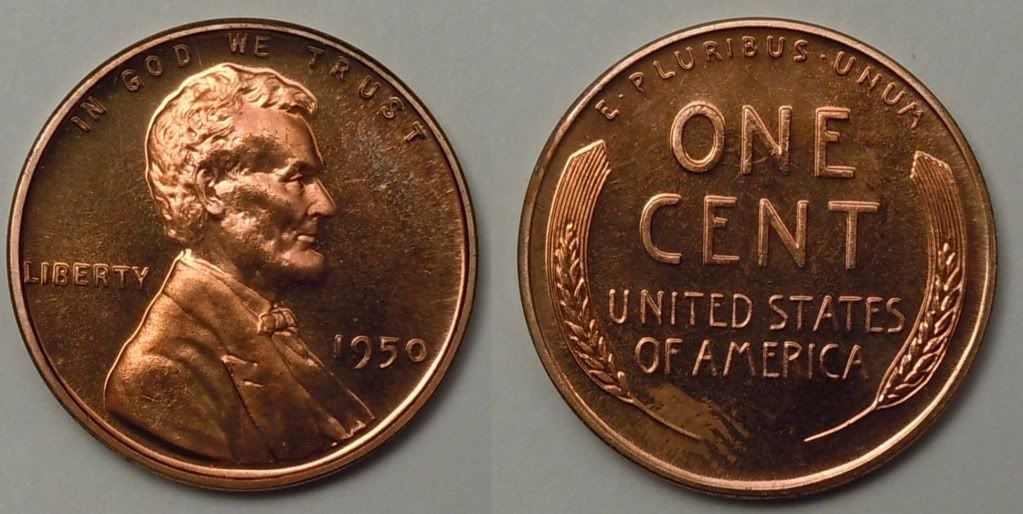 IN GOD WE TRUST
LIBERTY
1950
E·PLURIBUS·UNUM
ONE
CENT
UNITED STATES
OF AMERICA